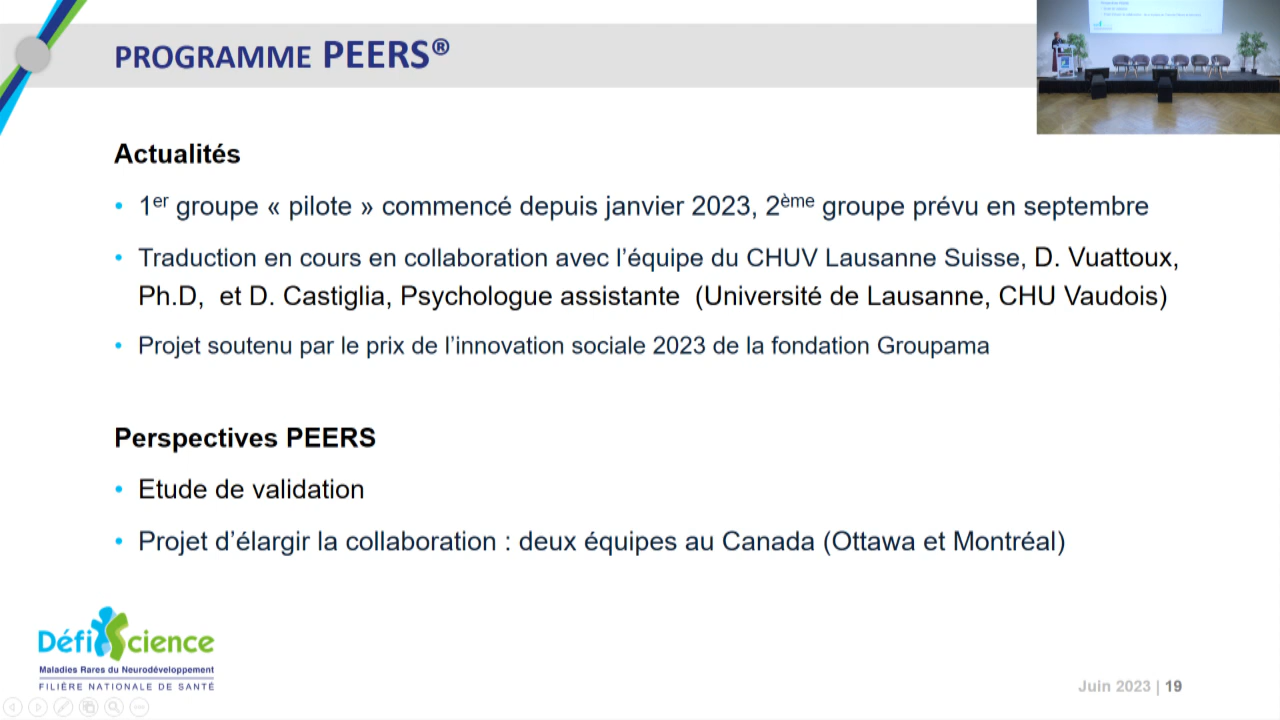 PROGRAMME PEERS®
Actualités
• 1er groupe « pilote » commencé depuis janvier 2023, 2ème groupe prévu en septembre
• Traduction en cours en collaboration avec l’équipe du CHUV Lausanne Suisse, D. Vuattoux,
Ph.D, et D. Castiglia, Psychologue assistante (Université de Lausanne, CHU Vaudois)
• Projet soutenu par le prix de l’innovation sociale 2023 de la fondation Groupama
Perspectives PEERS
• Etude de validation
• Projet d’élargir la collaboration : deux équipes au Canada (Ottawa et Montréal)
DéfiScience
Maladies Rares du Neurodéveloppement
FILIÈRE NATIONALE DE SANTÉ
Juin 2023 | 19